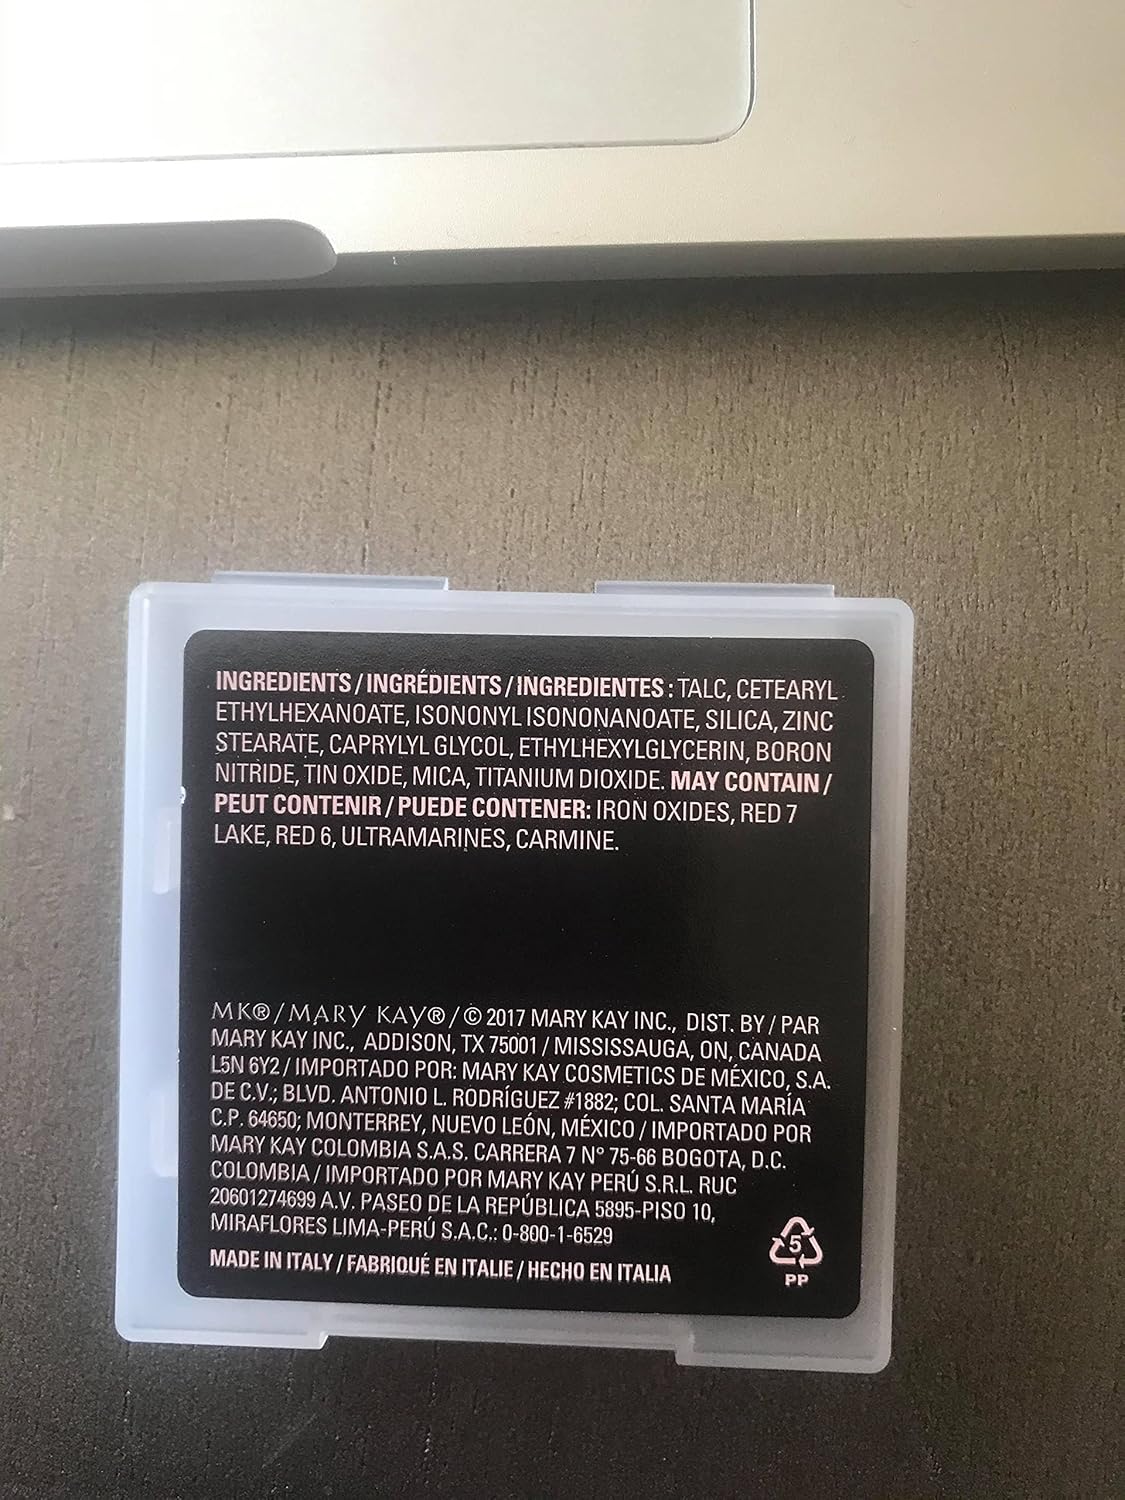 INGREDIENTS / INGRÉDIENTS / INGREDIENTES : TALC, CETEARYL
ETHYLHEXANOATE, ISONONYL ISONONANOATE, SILICA, ZINC
STEARATE, CAPRYLYL GLYCOL, ETHYLHEXYLGLYCERIN, BORON
NITRIDE, TIN OXIDE, MICA, TITANIUM DIOXIDE. MAY CONTAIN /
PEUT CONTENIR / PUEDE CONTENER: IRON OXIDES, RED 7
LAKE, RED 6, ULTRAMARINES, CARMINE.
MK® / MARY KAY® / © 2017 MARY KAY INC., DIST. BY / PAR
MARY KAY INC., ADDISON, TX 75001 / MISSISSAUGA, ON, CANADA
L5N 6Y2 / IMPORTADO POR: MARY KAY COSMETICS DE MÉXICO, S.A.
DE C.V.; BLVD. ANTONIO L. RODRÍGUEZ #1882; COL. SANTA MARÍA
C.P. 64650; MONTERREY, NUEVO LEÓN, MÉXICO / IMPORTADO POR
MARY KAY COLOMBIA S.A.S. CARRERA 7 N° 75-66 BOGOTA, D.C.
COLOMBIA / IMPORTADO POR MARY KAY PERÚ S.R.L. RUC
20601274699 A.V. PASEO DE LA REPÚBLICA 5895-PISO 10,
MIRAFLORES LIMA-PERÚ S.A.C.: 0-800-1-6529
MADE IN ITALY / FABRIQUÉ EN ITALIE / HECHO EN ITALIA
5
PP